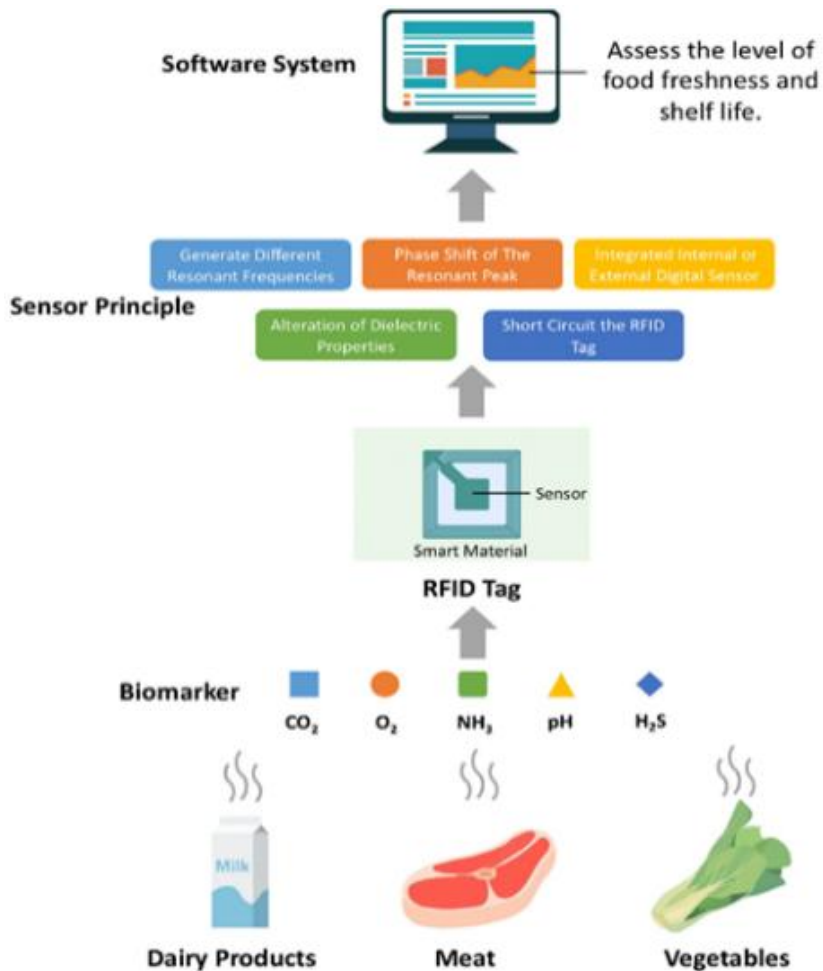 Software System
Assess the level of
food freshness and
shelf life.
Generate Different
Resonant Frequencies
Phase Shift of The
Resonant Peak
Integrated Internal or
External Digital Sensor
Sensor Principle
Alteration of Dielectric
Properties
Short Circuit the RFID
Tag
Sensor
Smart Material
RFID Tag
Biomarker
CO₂
O₂
NH₃
pH
H₂S
Milk
Dairy Products
Meat
Vegetables